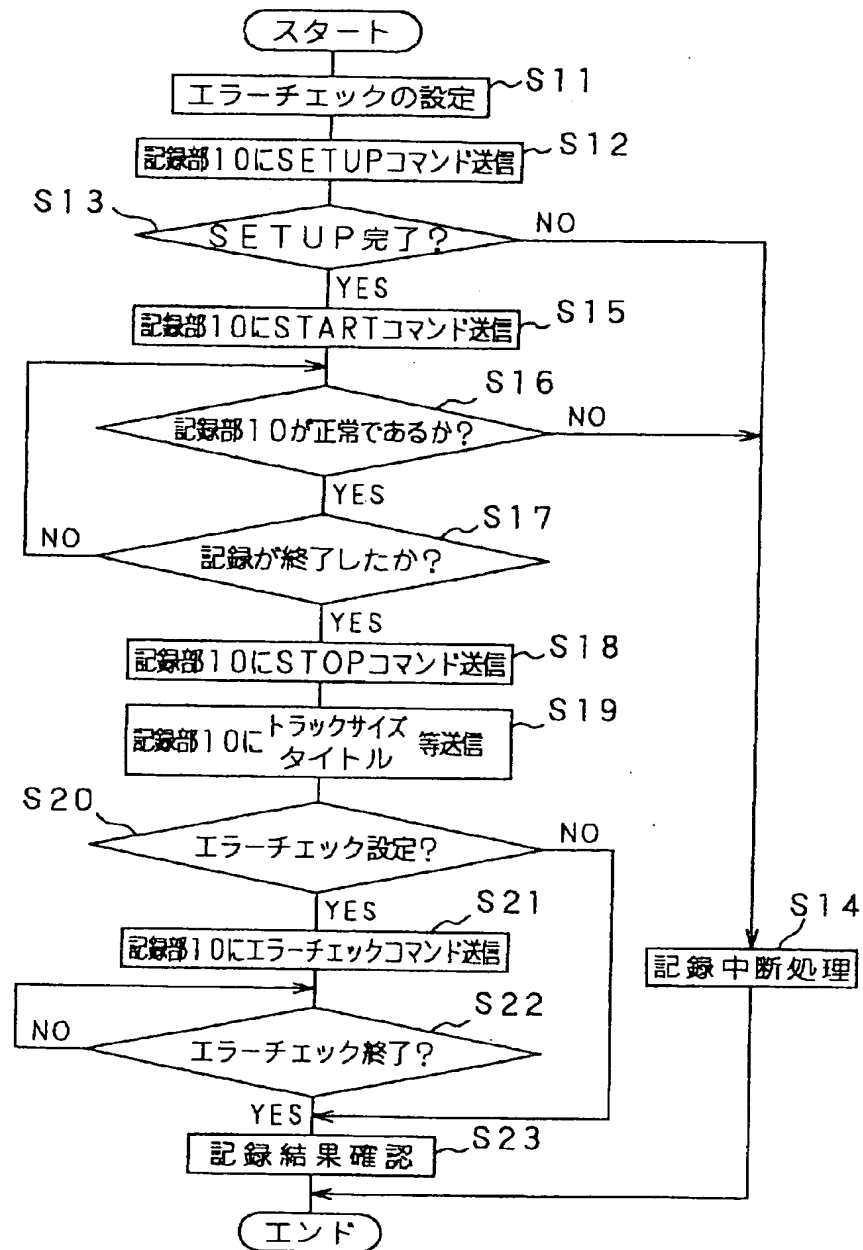 スタート
エラーチェックの設定
S11
記録部10にSETUPコマンド送信
S12
S13
SETUP完了?
NO
YES
記録部10にSTARTコマンド送信
S15
S16
記録部10が正常であるか?
NO
YES
S17
NO
記録が終了したか?
YES
記録部10にSTOPコマンド送信
S18
S19
記録部10に トラックサイズ タイトル 等送信
S20
エラーチェック設定?
NO
YES
S21
記録部10にエラーチェックコマンド送信
S14
記録中断処理
S22
NO
エラーチェック終了?
YES
S23
記録結果確認
エンド